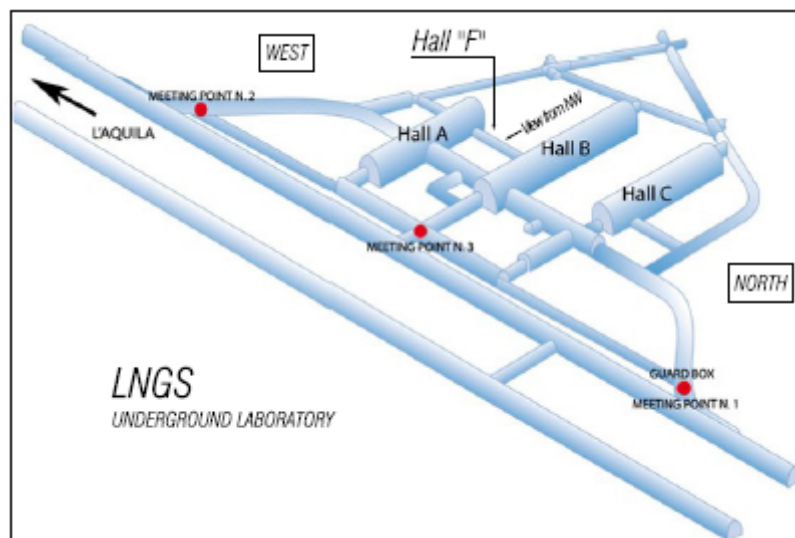 WEST
Hall "F"
MEETING POINT N. 2
View from NW
L'AQUILA
Hall A
Hall B
Hall C
MEETING POINT N. 3
NORTH
GUARD BOX
MEETING POINT N. 1
LNGS
UNDERGROUND LABORATORY